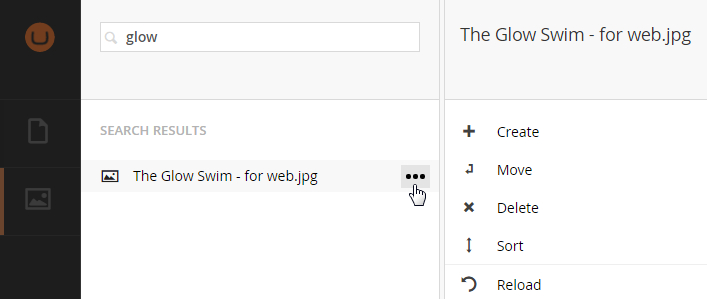 glow
SEARCH RESULTS
The Glow Swim - for web.jpg
The Glow Swim - for web.jpg
Create
Move
Delete
Sort
Reload